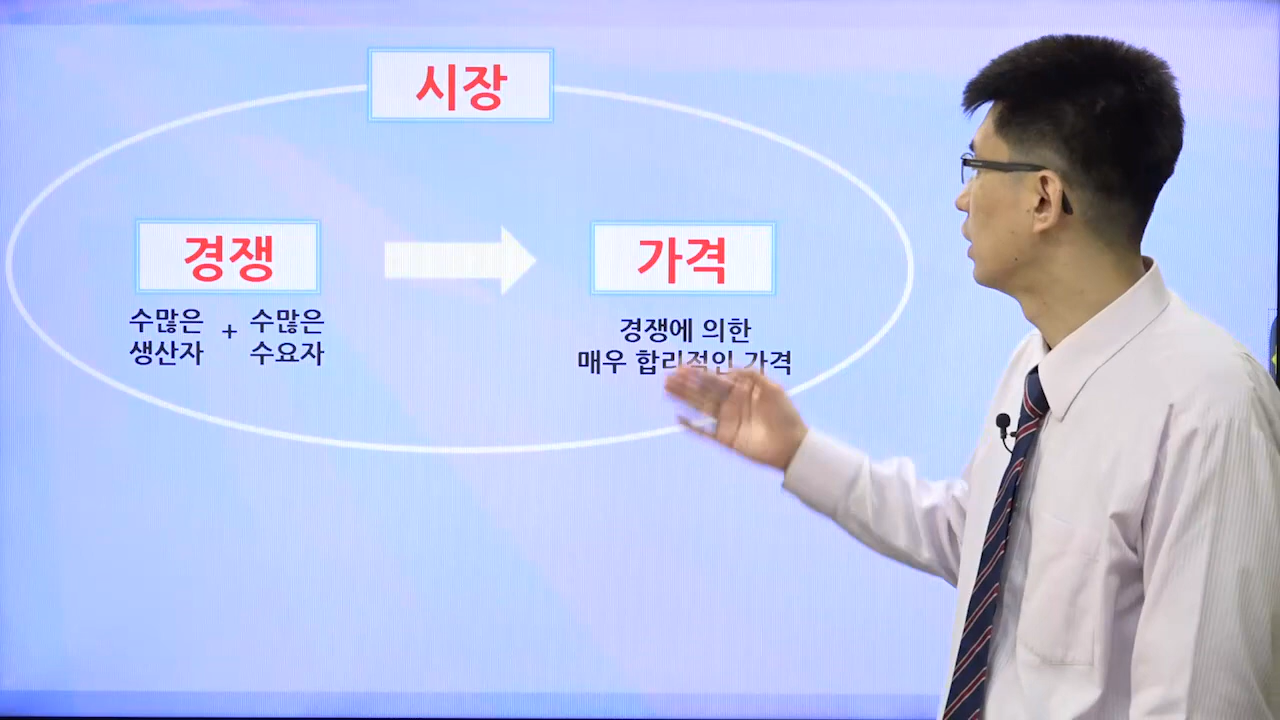 시장
경쟁
수많은 + 수많은
생산자 수요자
가격
경쟁에 의한
매우 합리적인 가격